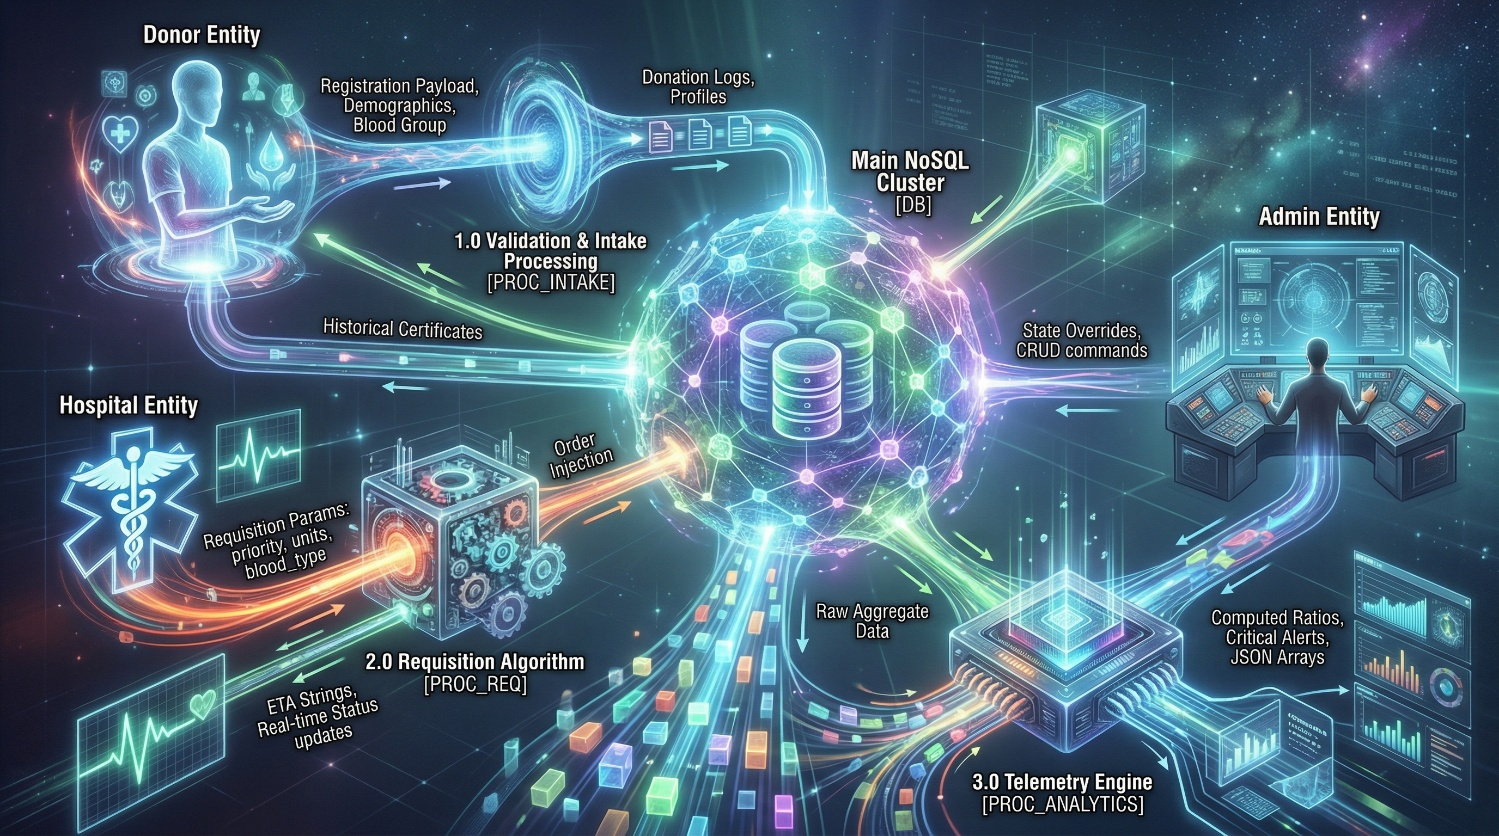 Donor Entity
Registration Payload,
Demographics,
Blood Group
Donation Logs,
Profiles
Main NoSQL
Cluster
[DB]
Admin Entity
1.0 Validation & Intake
Processing
[PROC_INTAKE]
Historical Certificates
State Overrides,
CRUD commands
Hospital Entity
Order
Injection
Requisition Params:
priority, units,
blood_type
2.0 Requisition Algorithm
[PROC_REQ]
ETA Strings,
Real-time Status
updates
Raw Aggregate
Data
Computed Ratios,
Critical Alerts,
JSON Arrays
3.0 Telemetry Engine
[PROC_ANALYTICS]